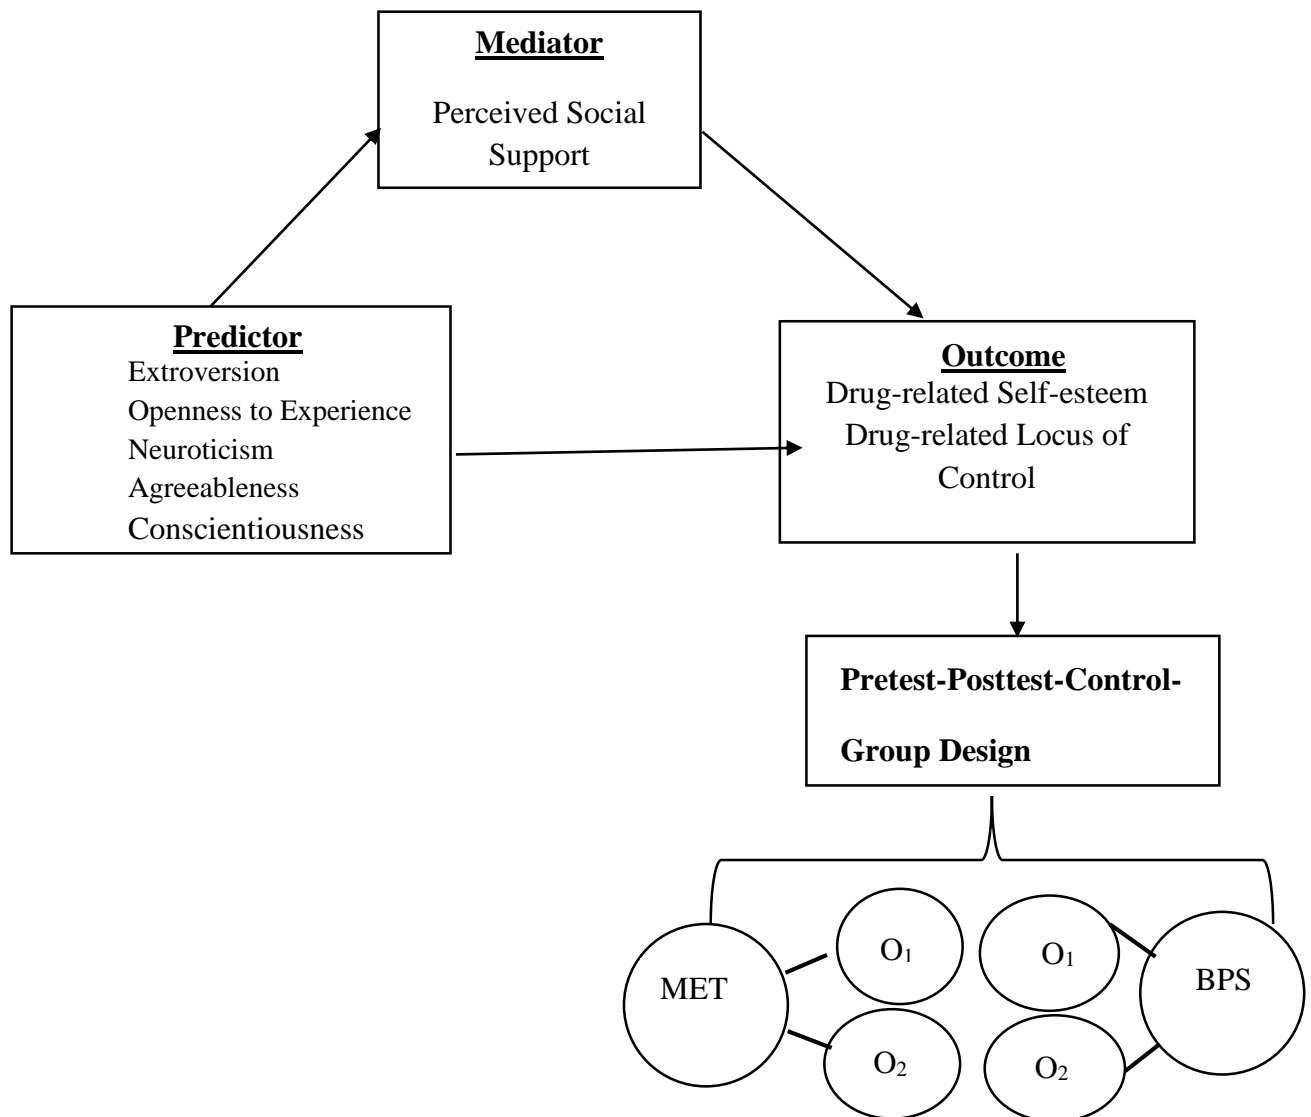 Mediator
Perceived Social
Support
Predictor
Extroversion
Openness to Experience
Neuroticism
Agreeableness
Conscientiousness
Outcome
Drug-related Self-esteem
Drug-related Locus of
Control
Pretest-Posttest-Control-
Group Design
MET
O1
O2
O1
O2
BPS